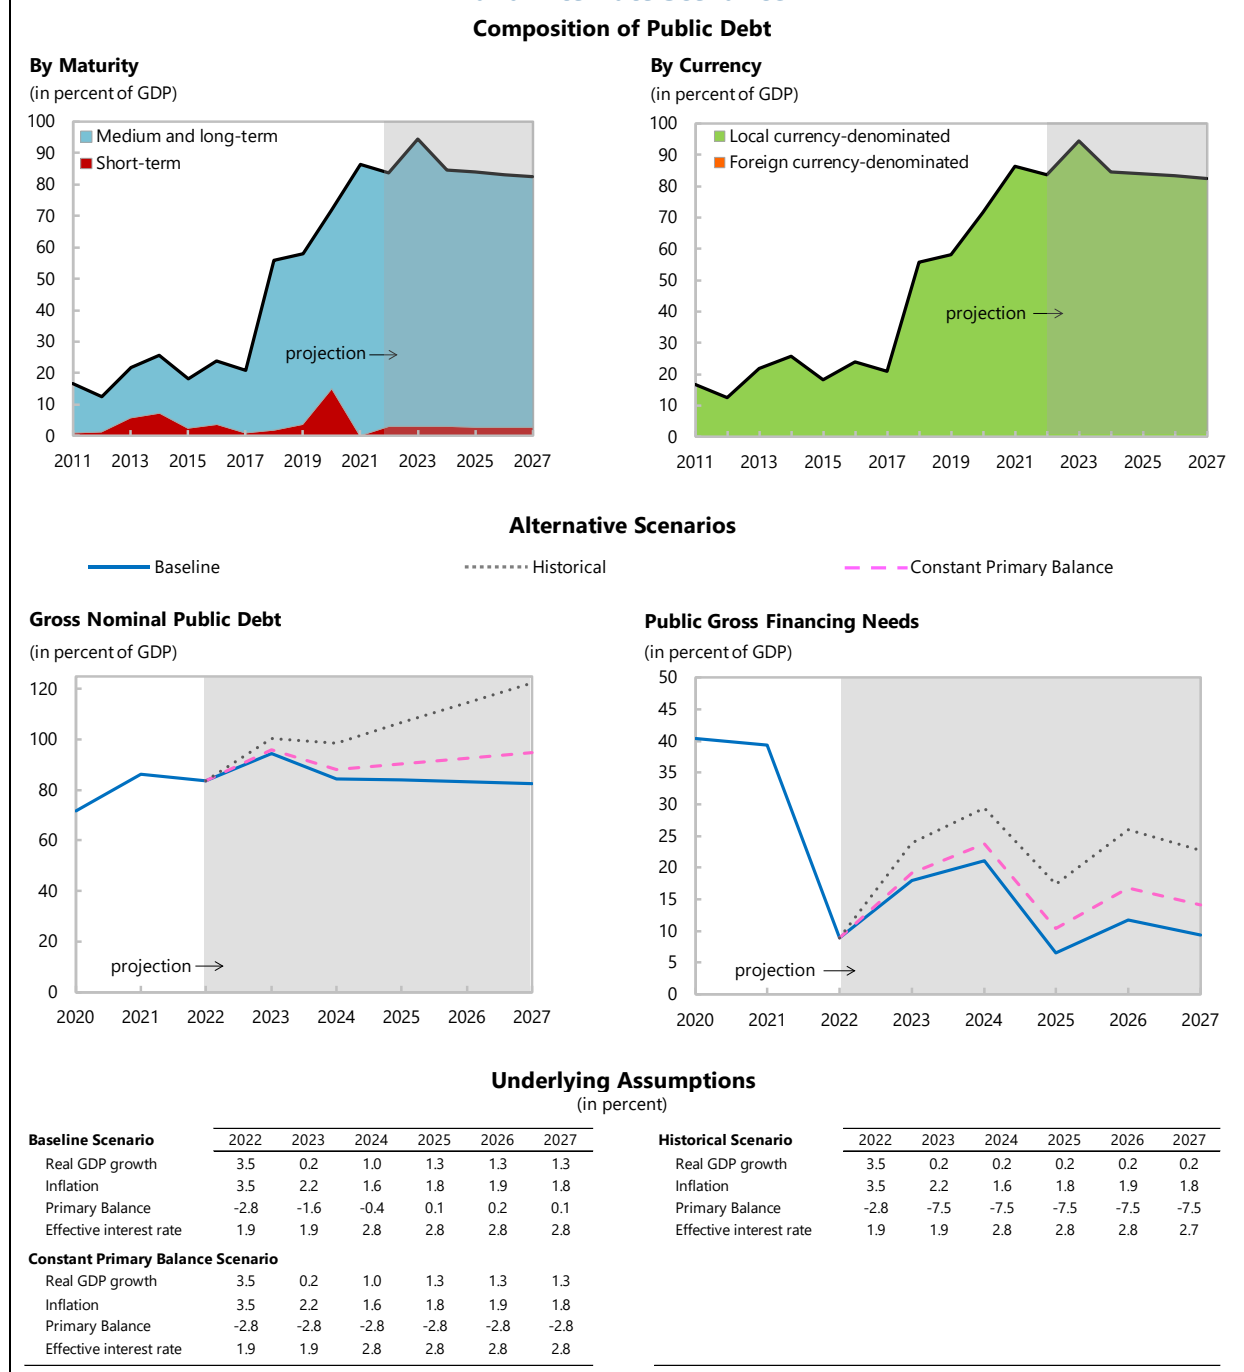 Composition of Public Debt
By Maturity
(in percent of GDP)
100
90
80
70
60
50
40
30
20
10
0
Medium and long-term
Short-term
projection
2011 2013 2015 2017 2019 2021 2023 2025 2027
By Currency
(in percent of GDP)
100
90
80
70
60
50
40
30
20
10
0
Local currency-denominated
Foreign currency-denominated
projection
2011 2013 2015 2017 2019 2021 2023 2025 2027
Alternative Scenarios
Baseline Historical Constant Primary Balance
Gross Nominal Public Debt
(in percent of GDP)
120
100
80
60
40
20
0
projection
2020 2021 2022 2023 2024 2025 2026 2027
Public Gross Financing Needs
(in percent of GDP)
50
45
40
35
30
25
20
15
10
5
0
projection
2020 2021 2022 2023 2024 2025 2026 2027
Underlying Assumptions
(in percent)
Baseline Scenario 2022 2023 2024 2025 2026 2027
Real GDP growth 3.5 0.2 1.0 1.3 1.3 1.3
Inflation 3.5 2.2 1.6 1.8 1.9 1.8
Primary Balance -2.8 -1.6 -0.4 0.1 0.2 0.1
Effective interest rate 1.9 1.9 2.8 2.8 2.8 2.8
Constant Primary Balance Scenario
Real GDP growth 3.5 0.2 1.0 1.3 1.3 1.3
Inflation 3.5 2.2 1.6 1.8 1.9 1.8
Primary Balance -2.8 -2.8 -2.8 -2.8 -2.8 -2.8
Effective interest rate 1.9 1.9 2.8 2.8 2.8 2.8
Historical Scenario 2022 2023 2024 2025 2026 2027
Real GDP growth 3.5 0.2 0.2 0.2 0.2 0.2
Inflation 3.5 2.2 1.6 1.8 1.9 1.8
Primary Balance -2.8 -7.5 -7.5 -7.5 -7.5 -7.5
Effective interest rate 1.9 1.9 2.8 2.8 2.8 2.7